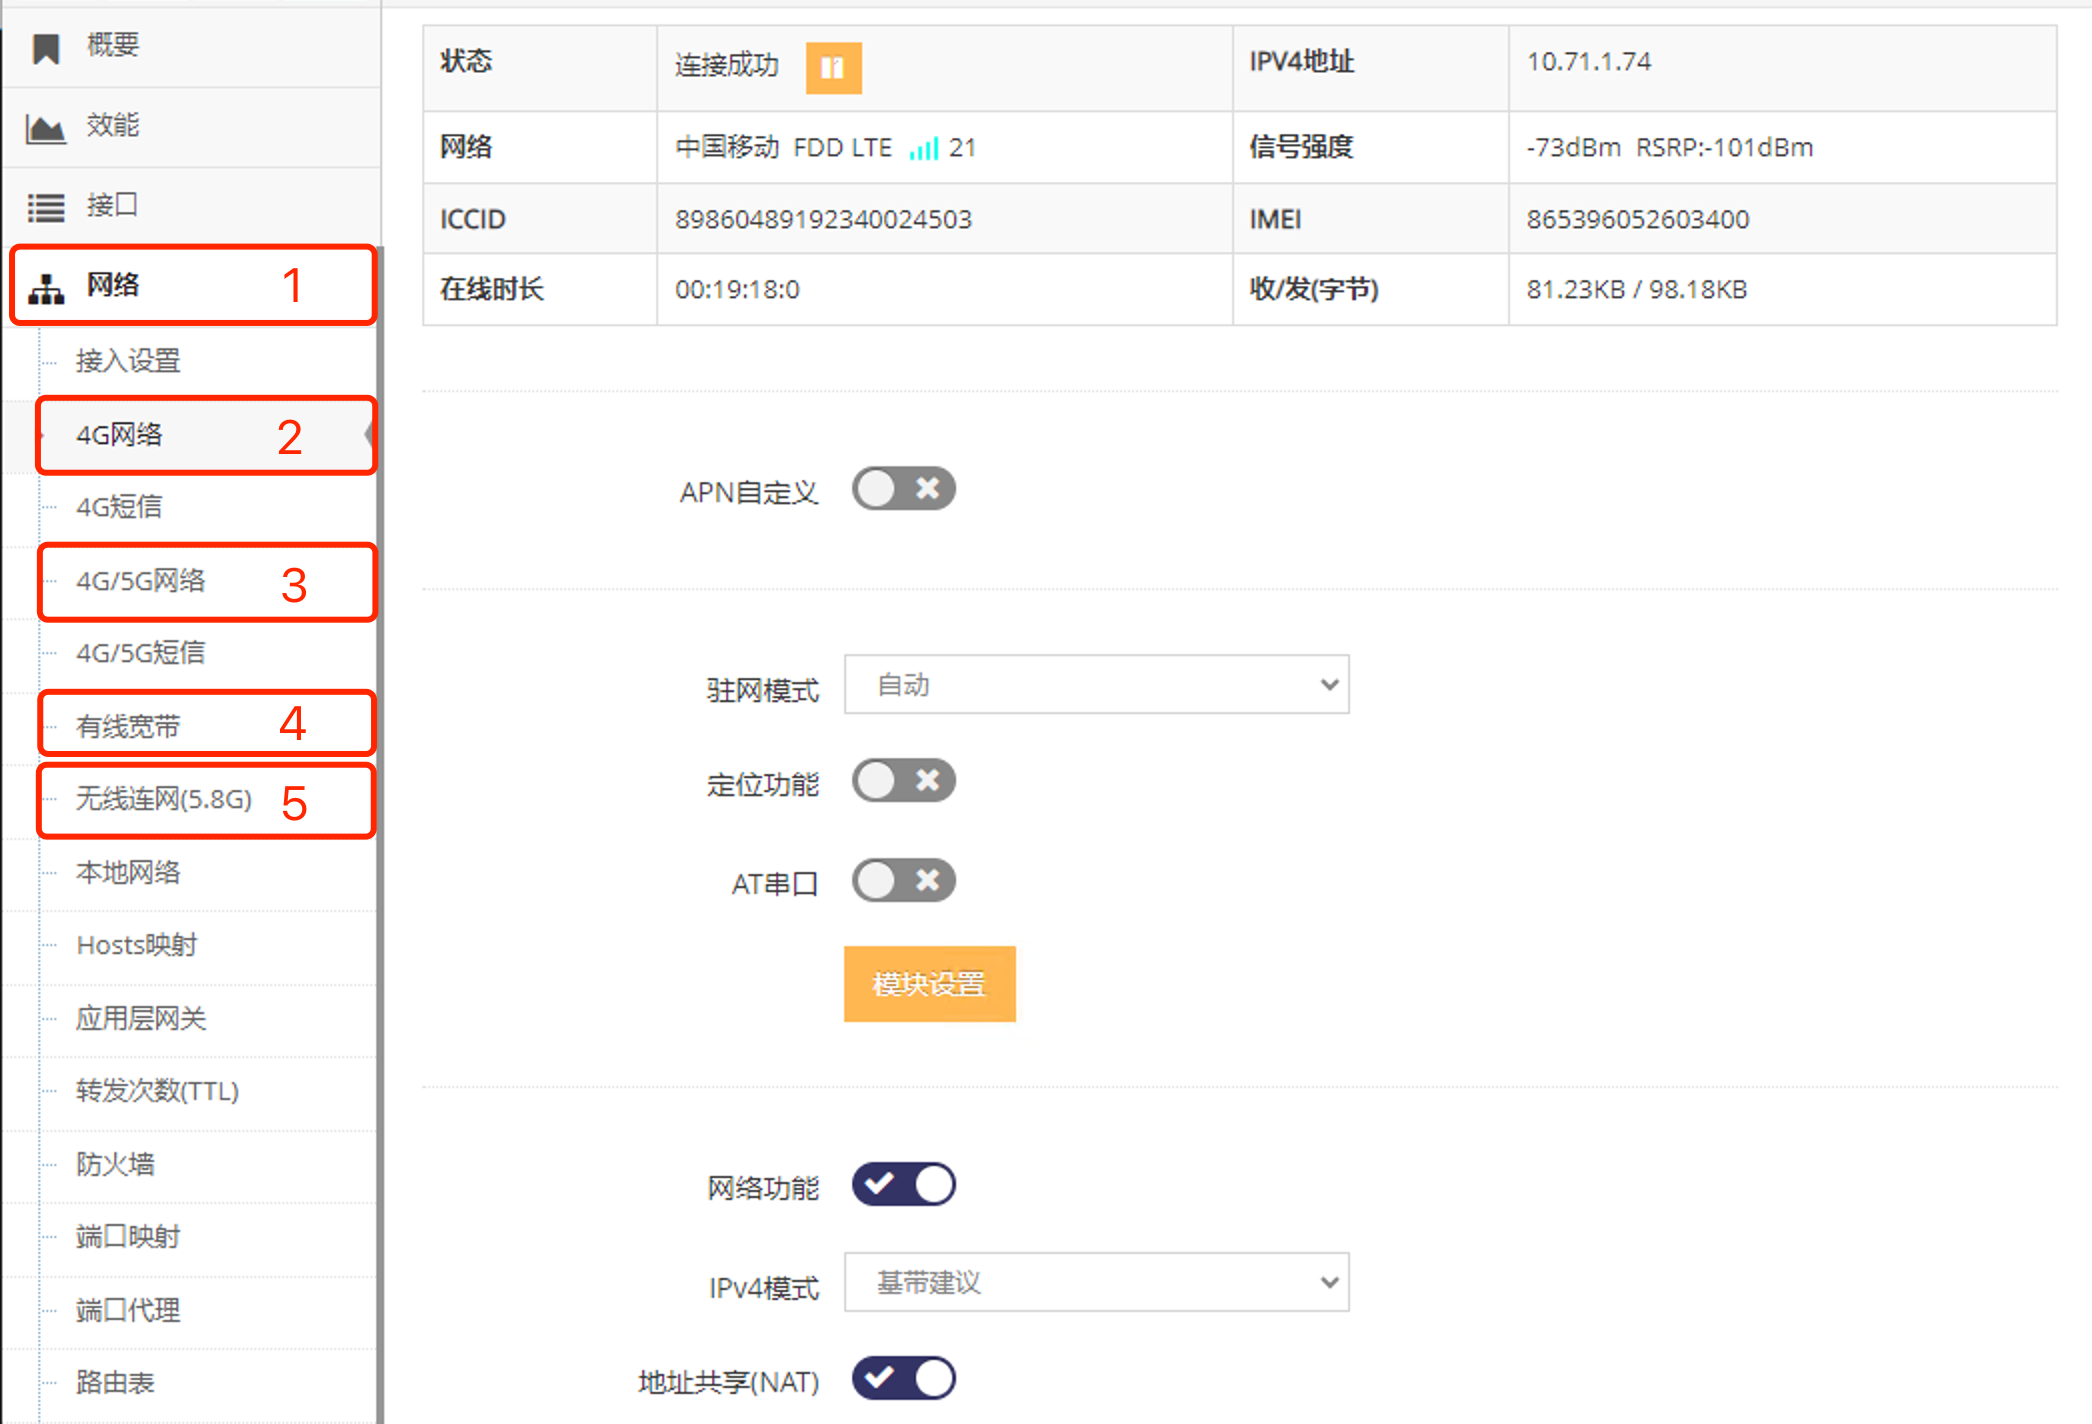 概要
效能
接口
网络 1
接入设置
4G网络 2
4G短信
4G/5G网络 3
4G/5G短信
有线宽带 4
无线连网(5.8G) 5
本地网络
Hosts映射
应用层网关
转发次数(TTL)
防火墙
端口映射
端口代理
路由表
状态 连接成功 IPV4地址 10.71.1.74
网络 中国移动 FDD LTE 21 信号强度 -73dBm RSRP:-101dBm
ICCID 89860489192340024503 IMEI 865396052603400
在线时长 00:19:18:0 收/发(字节) 81.23KB / 98.18KB
APN自定义
驻网模式 自动
定位功能
AT串口
模块设置
网络功能
IPv4模式 基带建议
地址共享(NAT)